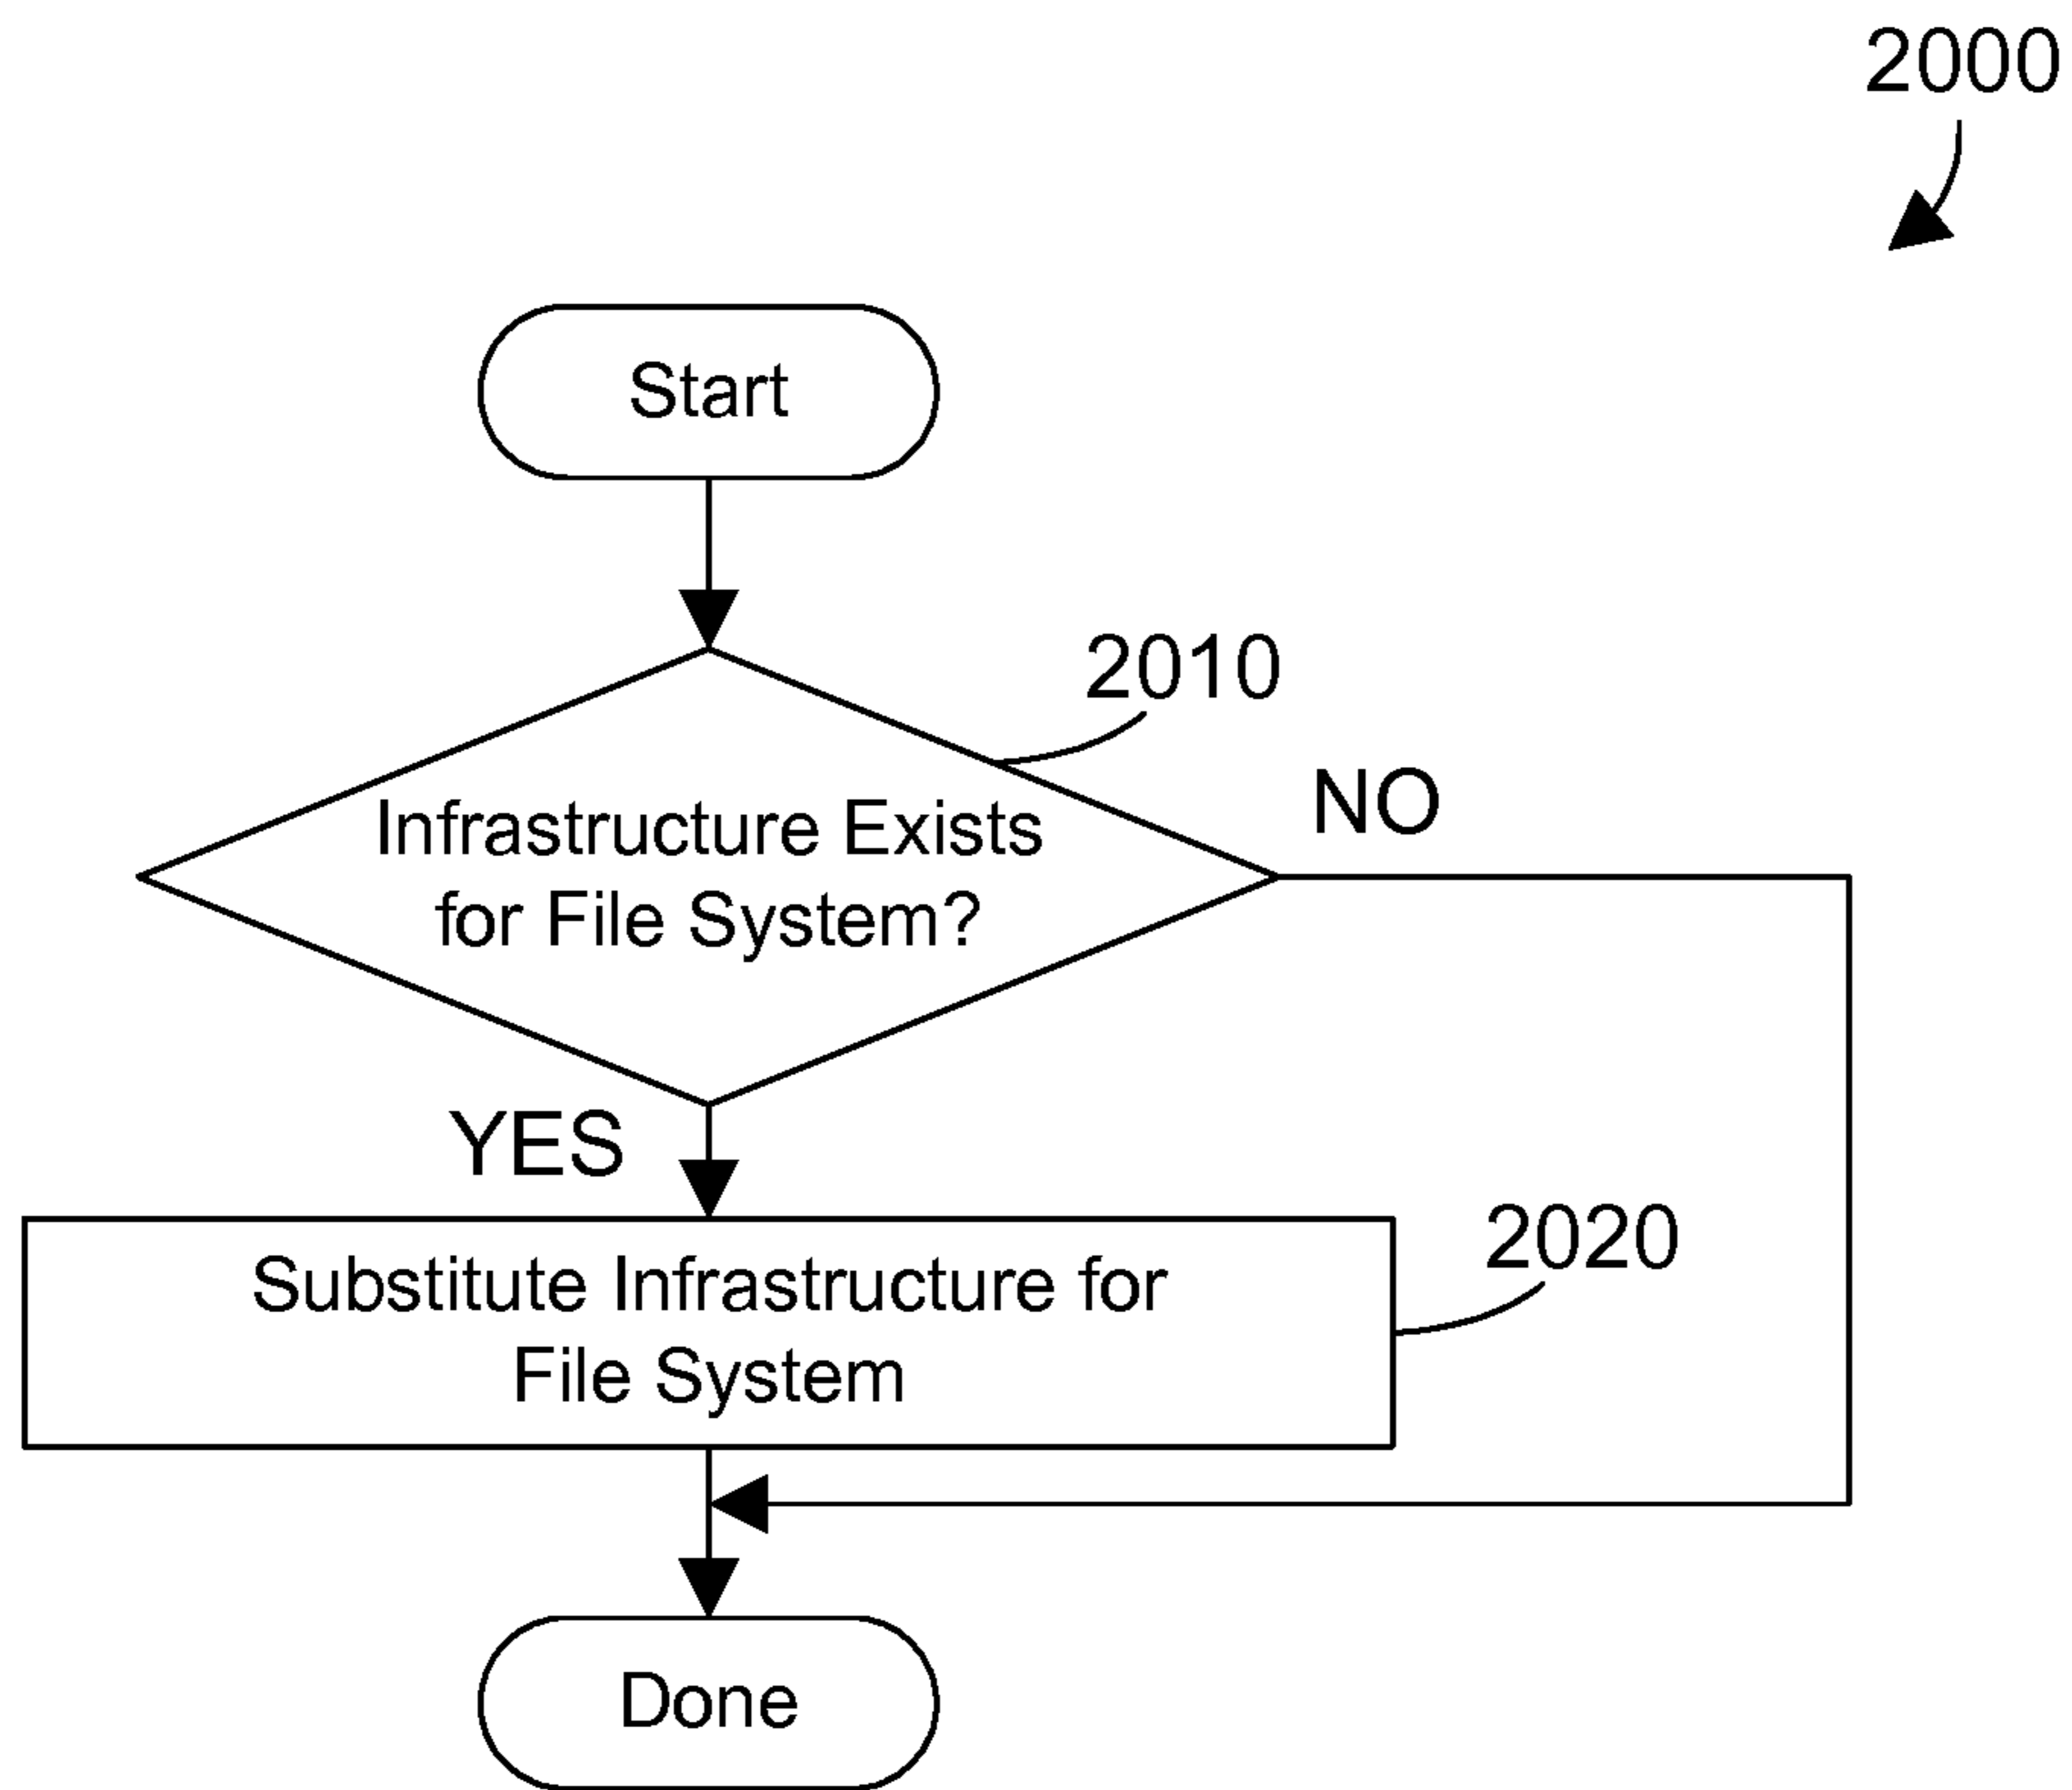 2000
Start
2010
Infrastructure Exists
for File System?
NO
YES
2020
Substitute Infrastructure for
File System
Done